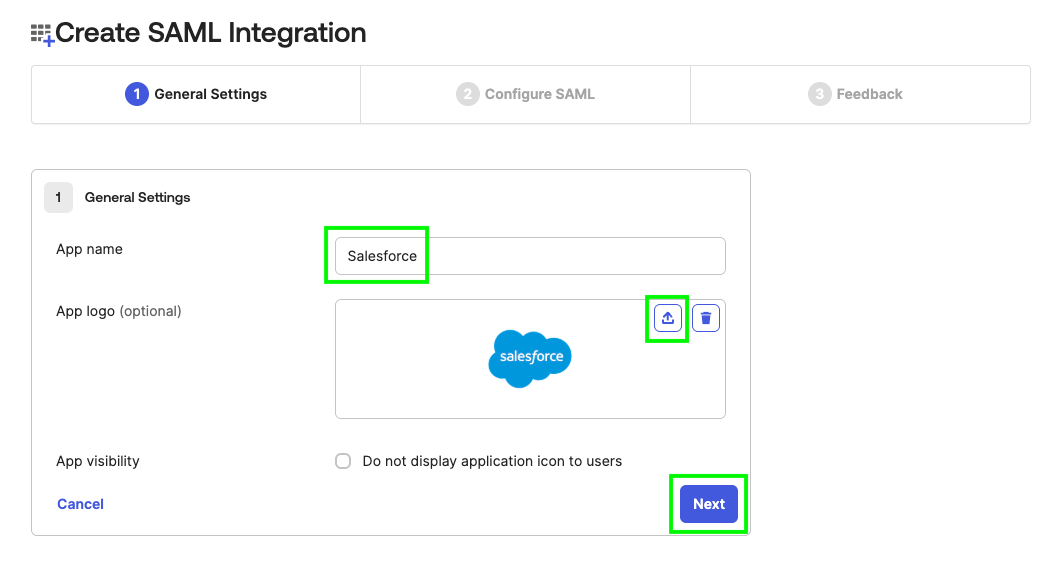 Create SAML Integration
1 General Settings
2 Configure SAML
3 Feedback
1 General Settings
App name
Salesforce
App logo (optional)
salesforce
App visibility
Do not display application icon to users
Cancel
Next